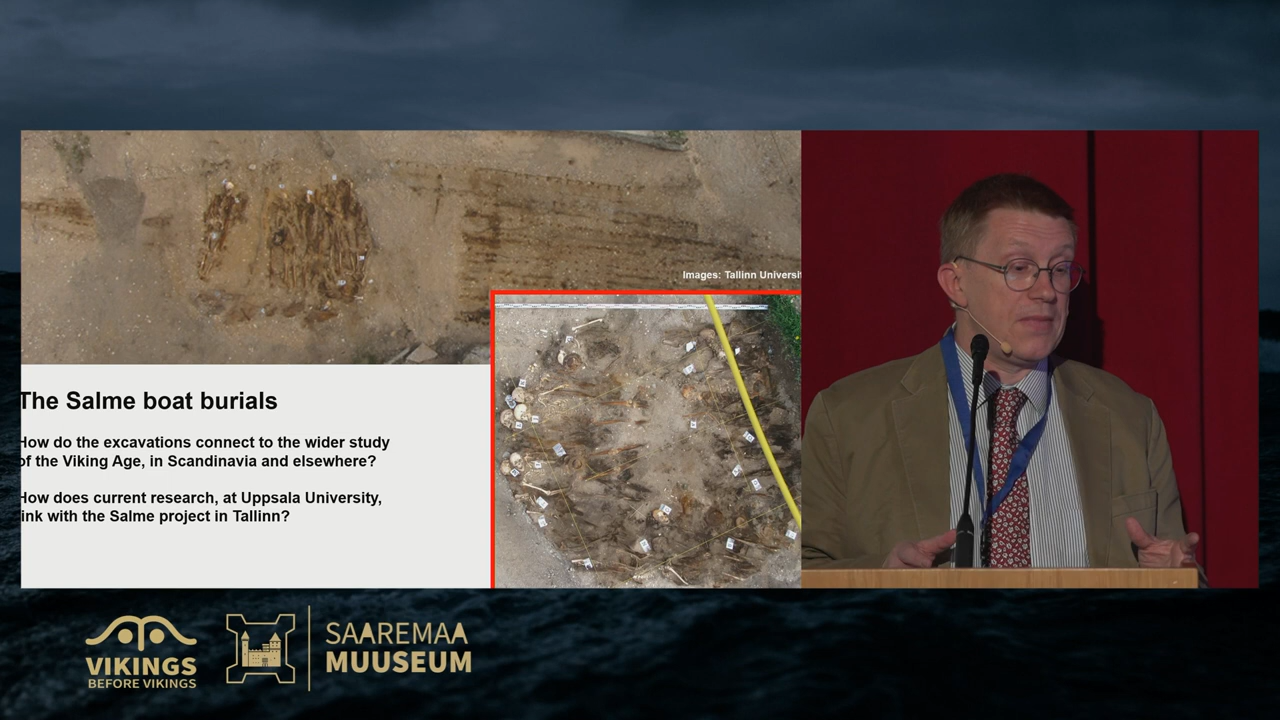 Images: Tallinn Universit
The Salme boat burials
How do the excavations connect to the wider study
of the Viking Age, in Scandinavia and elsewhere?
How does current research, at Uppsala University,
link with the Salme project in Tallinn?
VIKINGS
BEFORE VIKINGS
SAAREMAA
MUUSEUM